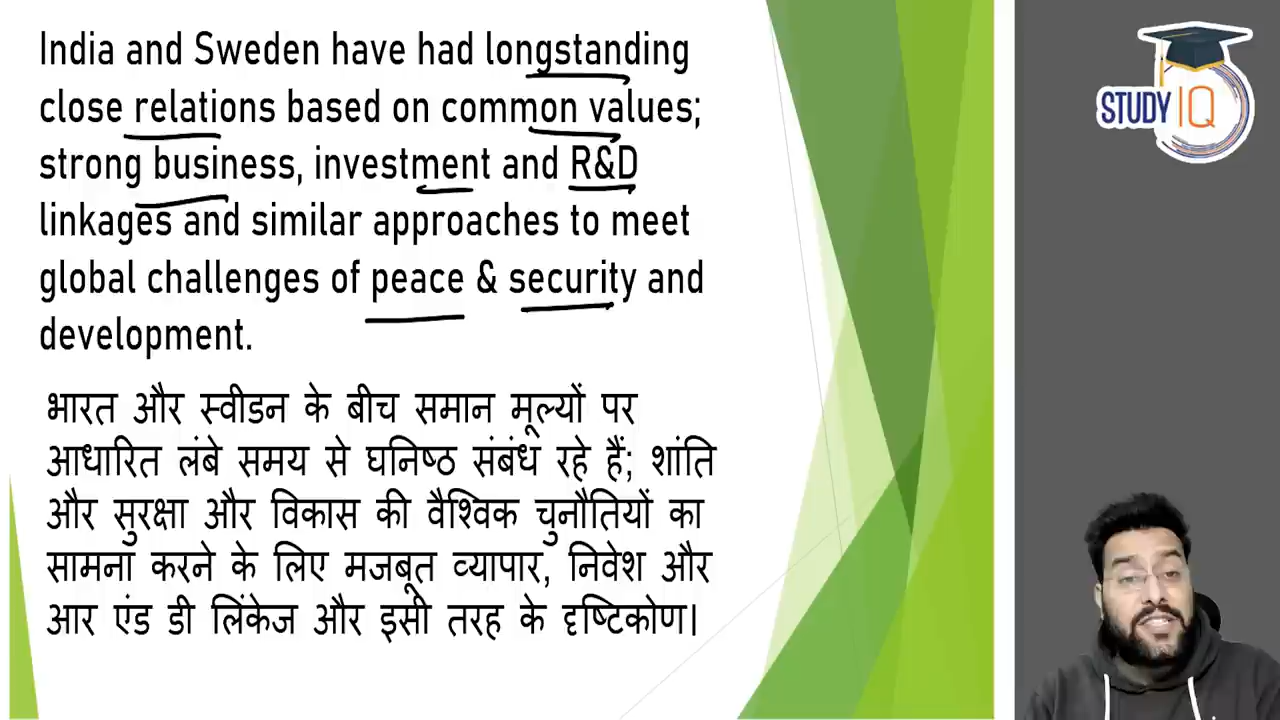 India and Sweden have had longstanding
close relations based on common values;
strong business, investment and R&D
linkages and similar approaches to meet
global challenges of peace & security and
development.
भारत और स्वीडन के बीच समान मूल्यों पर
आधारित लंबे समय से घनिष्ठ संबंध रहे हैं; शांति
और सुरक्षा और विकास की वैश्विक चुनौतियों का
सामना करने के लिए मजबूत व्यापार, निवेश और
आर एंड डी लिंकेज और इसी तरह के दृष्टिकोण।
STUDY IQ